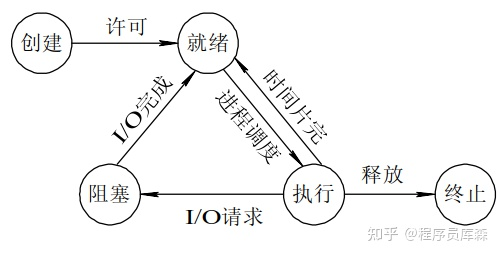 创建
许可
就绪
I/O完成
进程调度
时间片完
阻塞
I/O请求
执行
释放
终止
知乎 @程序员库森